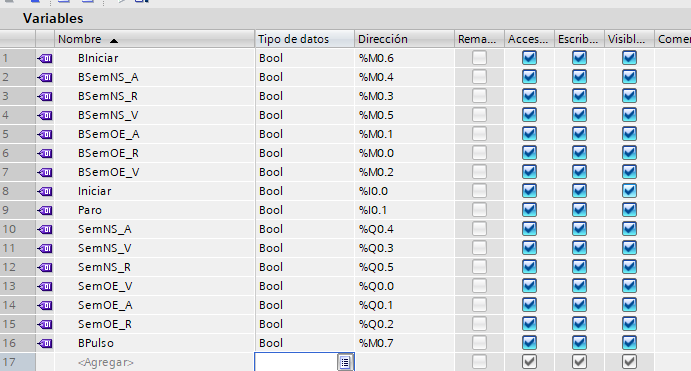 Variables
Nombre Tipo de datos Dirección Rema... Acces... Escrib... Visibl... Comer
1 BIniciar Bool %M0.6
2 BSemNS_A Bool %M0.4
3 BSemNS_R Bool %M0.3
4 BSemNS_V Bool %M0.5
5 BSemOE_A Bool %M0.1
6 BSemOE_R Bool %M0.0
7 BSemOE_V Bool %M0.2
8 Iniciar Bool %I0.0
9 Paro Bool %I0.1
10 SemNS_A Bool %Q0.4
11 SemNS_V Bool %Q0.3
12 SemNS_R Bool %Q0.5
13 SemOE_V Bool %Q0.0
14 SemOE_A Bool %Q0.1
15 SemOE_R Bool %Q0.2
16 BPulso Bool %M0.7
17 <Agregar>